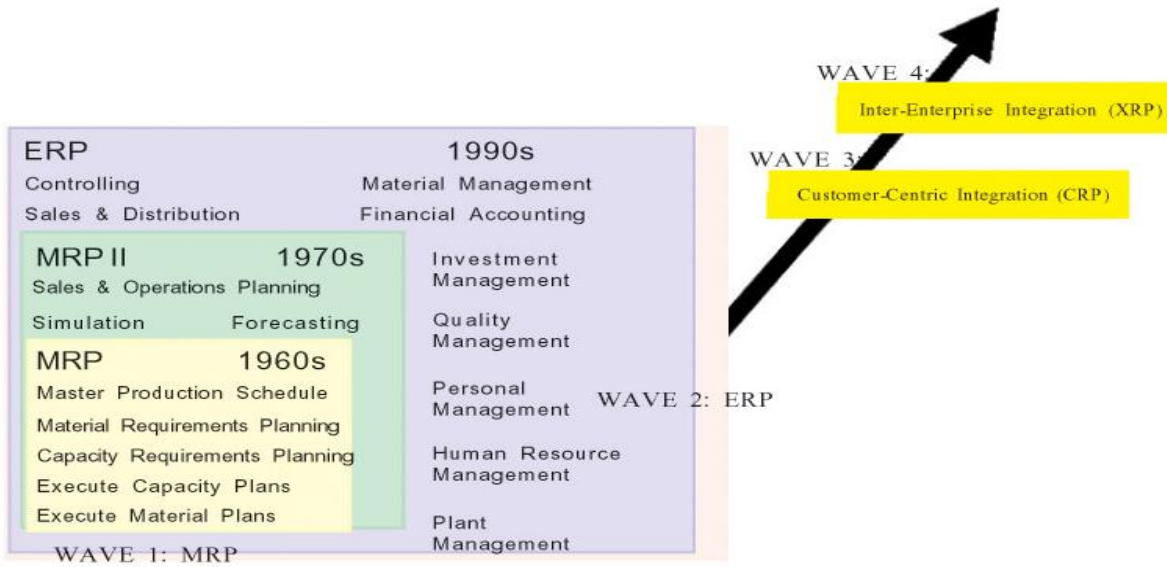 WAVE 4:
Inter-Enterprise Integration (XRP)
WAVE 3:
Customer-Centric Integration (CRP)
ERP 1990s
Controlling Material Management
Sales & Distribution Financial Accounting
MRP II 1970s
Sales & Operations Planning
Simulation Forecasting
MRP 1960s
Master Production Schedule
Material Requirements Planning
Capacity Requirements Planning
Execute Capacity Plans
Execute Material Plans
WAVE 1: MRP
Investment
Management
Quality
Management
Personal
Management
Human Resource
Management
Plant
Management
WAVE 2: ERP